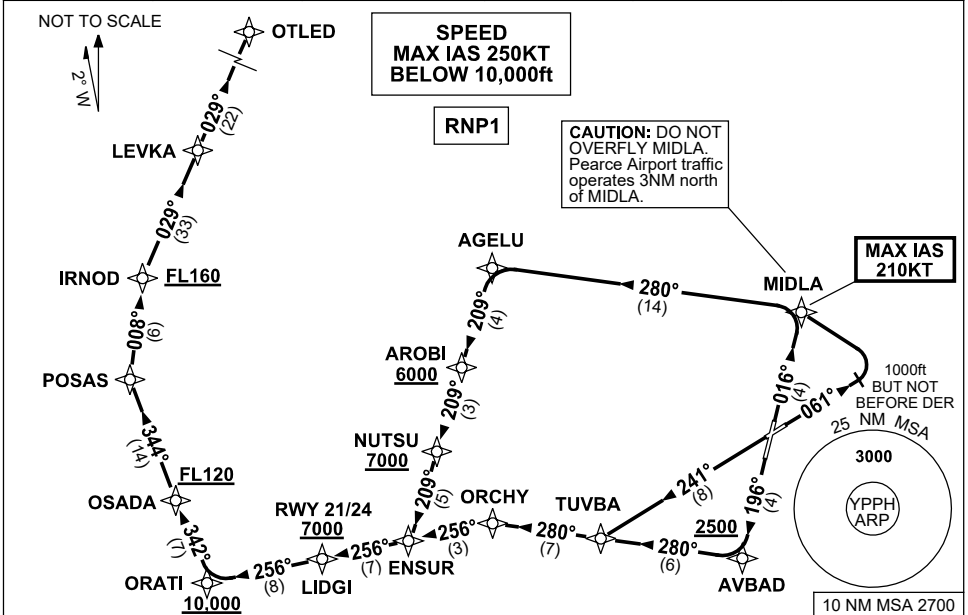 NOT TO SCALE
2° W
OTLED
SPEED
MAX IAS 250KT
BELOW 10,000ft
RNP1
029°
(22)
LEVKA
CAUTION: DO NOT
OVERFLY MIDLA.
Pearce Airport traffic
operates 3NM north
of MIDLA.
029°
(33)
AGELU
MAX IAS
210KT
IRNOD
FL160
MIDLA
280°
(14)
008°
(6)
209°
(4)
AROBI
6000
POSAS
016°
(4)
061°
1000ft
BUT NOT
BEFORE DER
209°
(3)
344°
(14)
NUTSU
7000
25 NM MSA
3000
FL120
OSADA
209°
(5)
241°
(8)
196°
(4)
YPPH
ARP
RWY 21/24
7000
ORCHY
TUVBA
2500
342°
(7)
256°
(3)
280°
(7)
280°
(6)
256°
(7)
ENSUR
AVBAD
256°
(8)
LIDGI
ORATI
10,000
10 NM MSA 2700